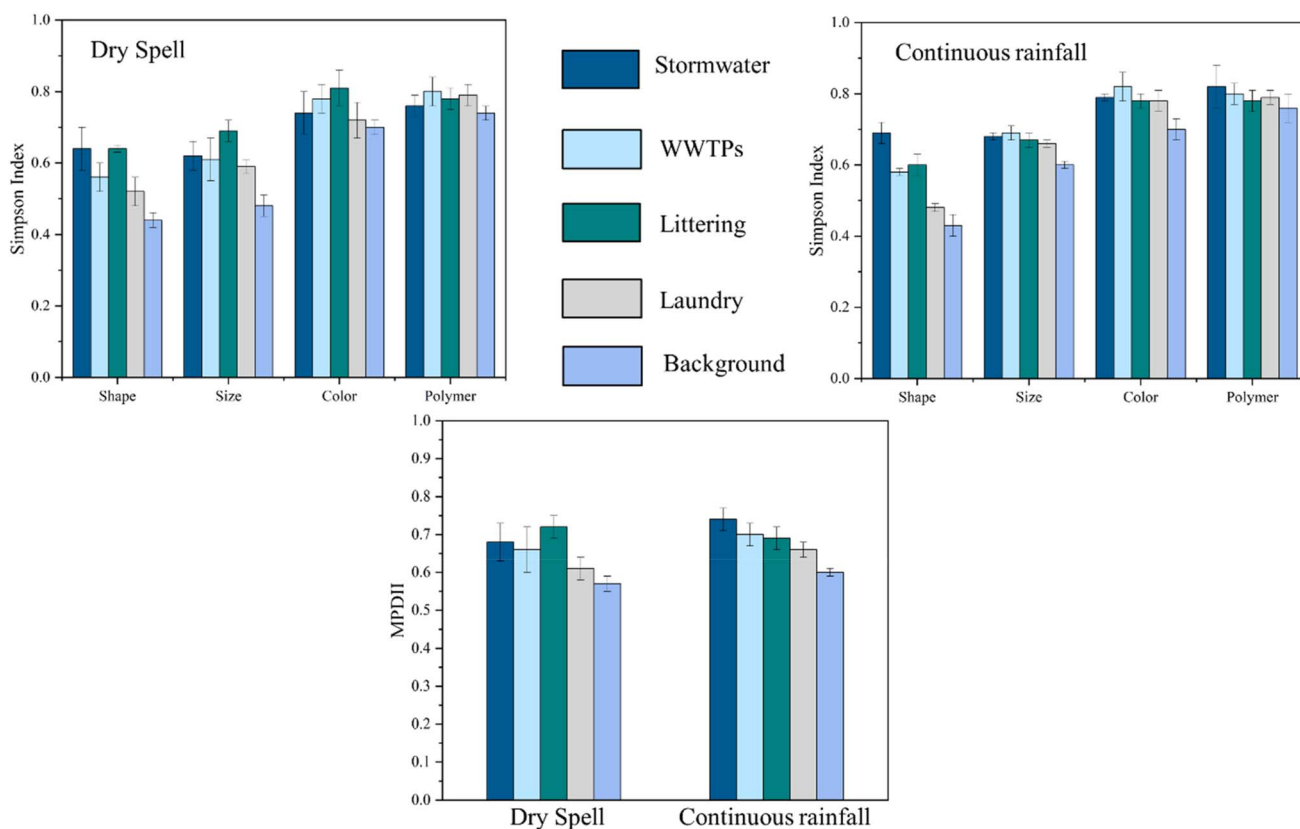 Dry Spell
Simpson Index
1.0
0.8
0.6
0.4
0.2
0.0
Shape Size Color Polymer
Stormwater
WWTPs
Littering
Laundry
Background
Continuous rainfall
Simpson Index
1.0
0.8
0.6
0.4
0.2
0.0
Shape Size Color Polymer
MPDII
1.0
0.9
0.8
0.7
0.6
0.5
0.4
0.3
0.2
0.1
0.0
Dry Spell Continuous rainfall